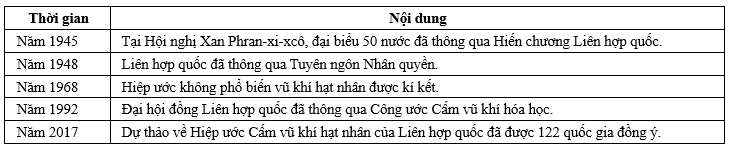 Thời gian Nội dung
Năm 1945 Tại Hội nghị Xan Phran-xi-xcô, đại biểu 50 nước đã thông qua Hiến chương Liên hợp quốc.
Năm 1948 Liên hợp quốc đã thông qua Tuyên ngôn Nhân quyền.
Năm 1968 Hiệp ước không phổ biến vũ khí hạt nhân được kí kết.
Năm 1992 Đại hội đồng Liên hợp quốc đã thông qua Công ước Cấm vũ khí hóa học.
Năm 2017 Dự thảo về Hiệp ước Cấm vũ khí hạt nhân của Liên hợp quốc đã được 122 quốc gia đồng ý.